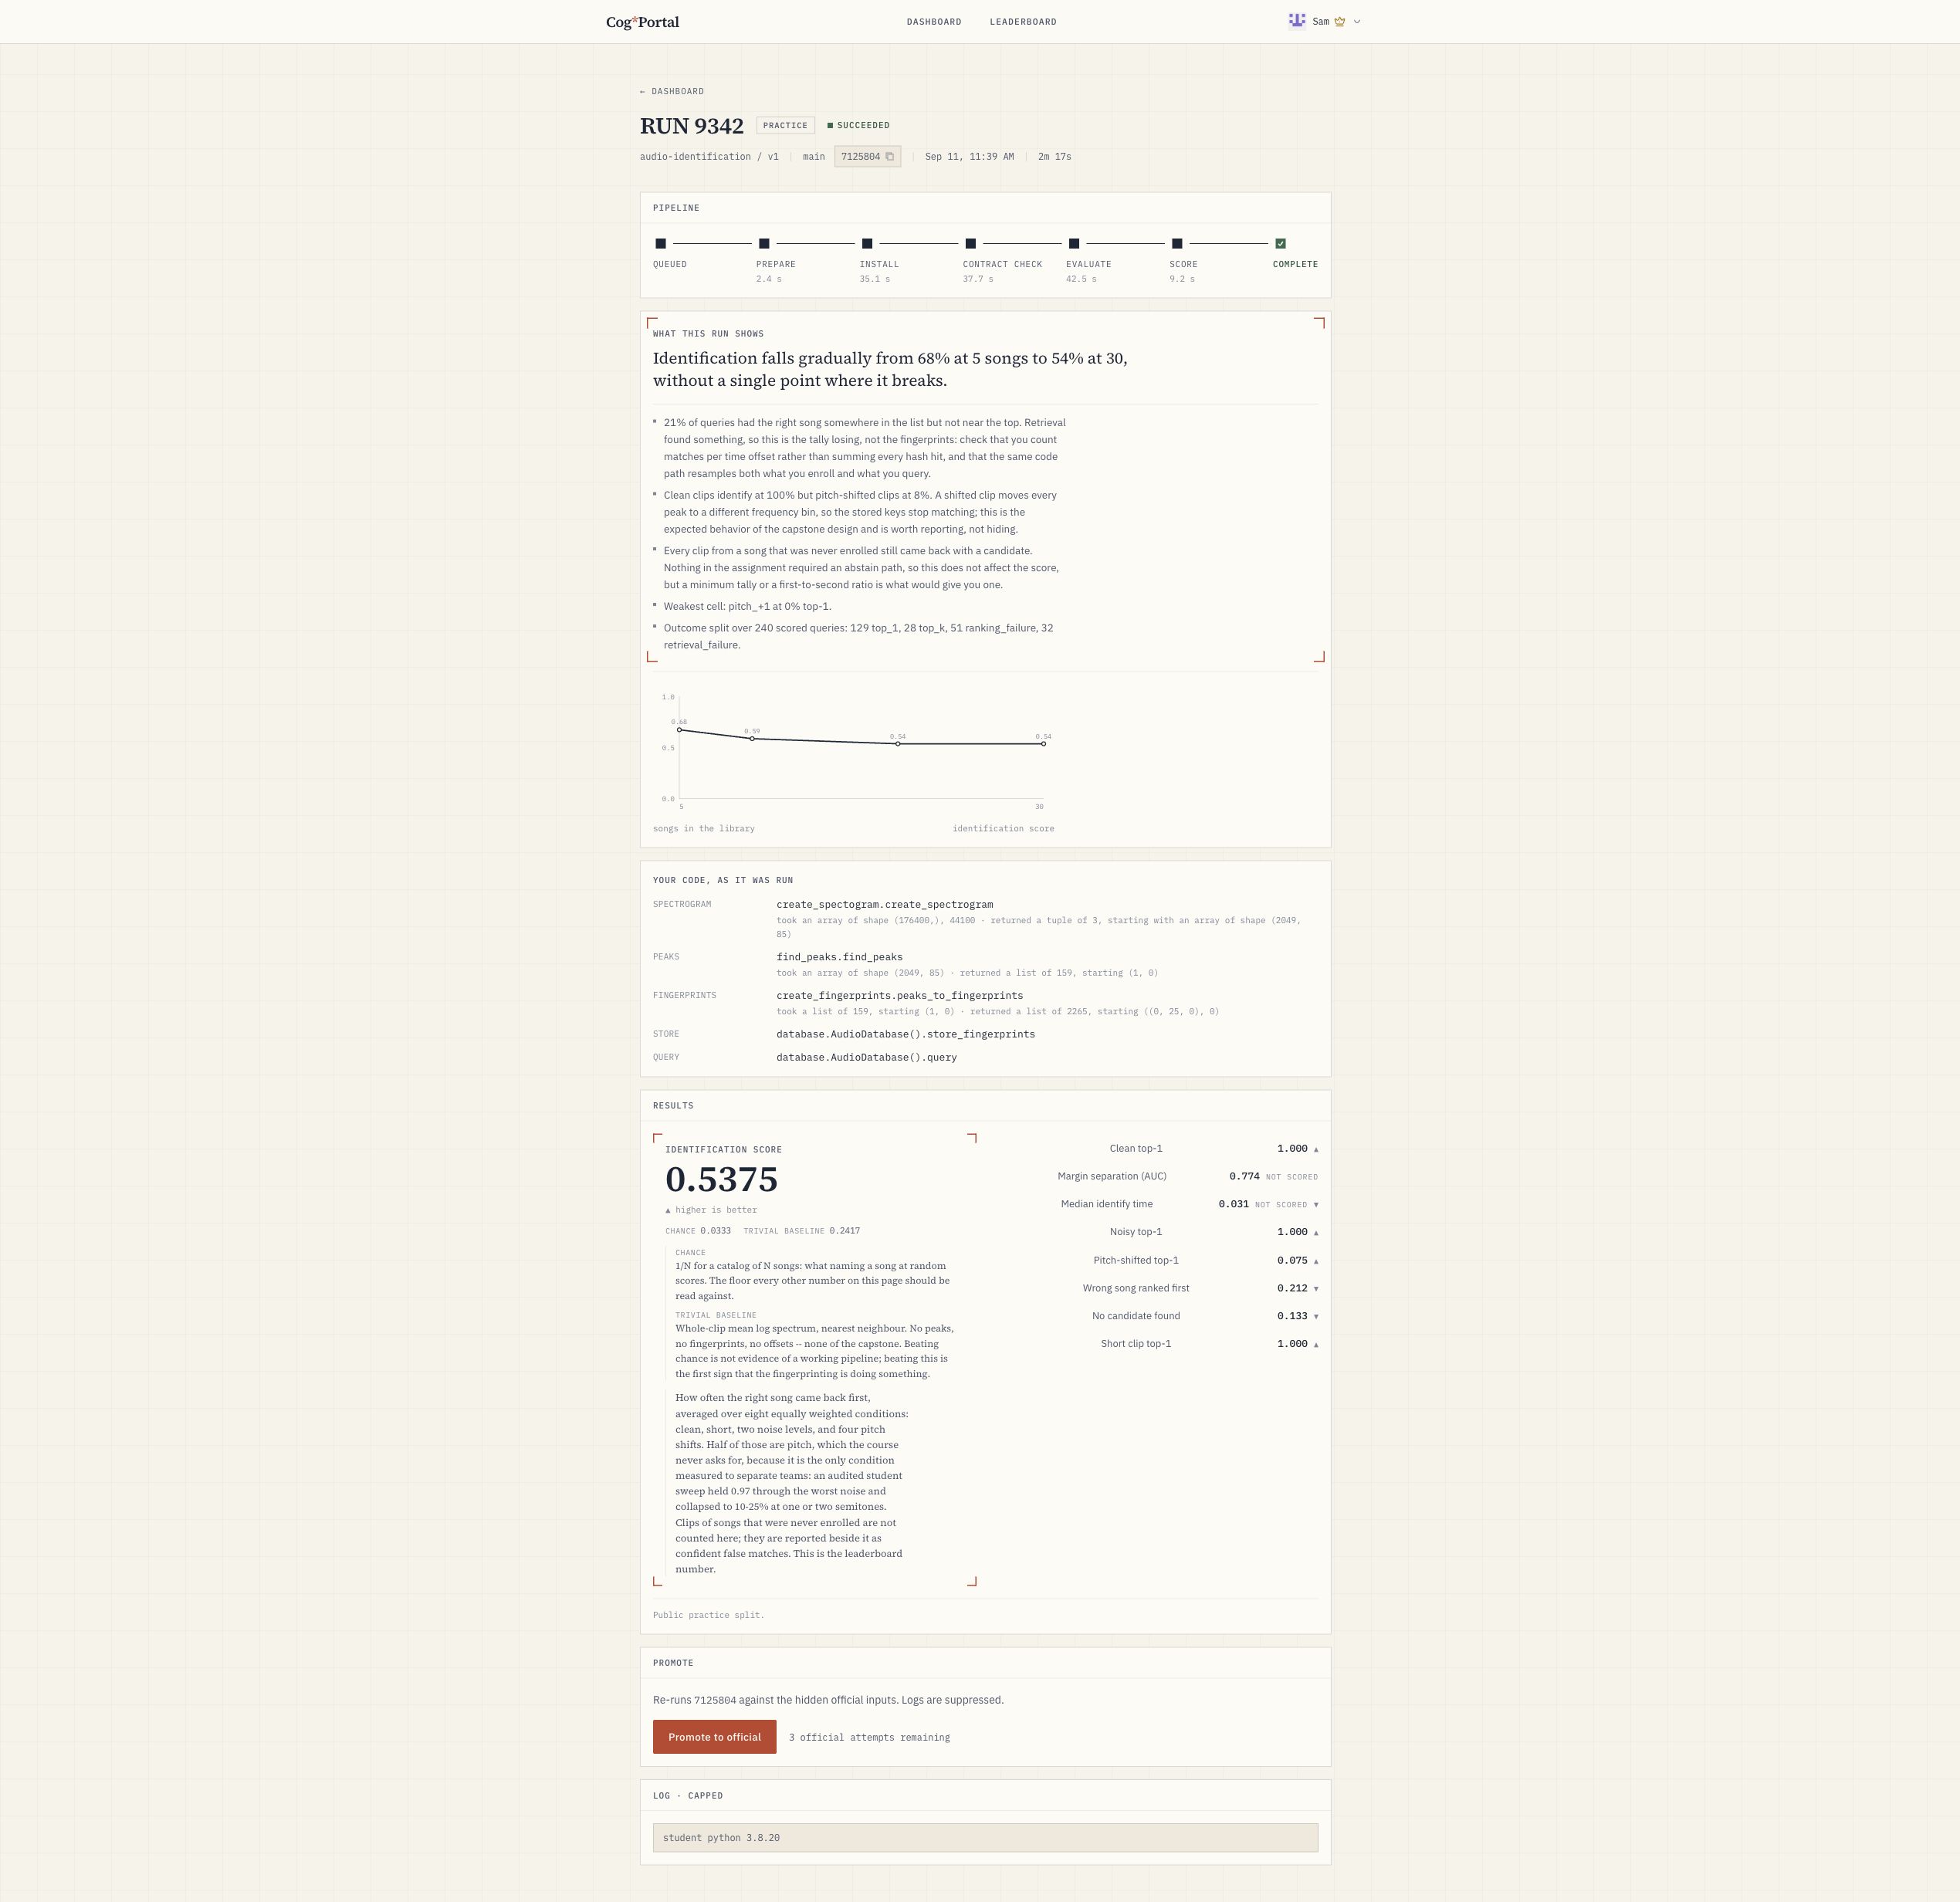 Cog*Portal
DASHBOARD
LEADERBOARD
Sam
← DASHBOARD
RUN 9342
PRACTICE
SUCCEEDED
audio-identification / v1
main
7125804
Sep 11, 11:39 AM
2m 17s
PIPELINE
QUEUED
PREPARE
2.4 s
INSTALL
35.1 s
CONTRACT CHECK
37.7 s
EVALUATE
42.5 s
SCORE
9.2 s
COMPLETE
WHAT THIS RUN SHOWS
Identification falls gradually from 68% at 5 songs to 54% at 30,
without a single point where it breaks.
21% of queries had the right song somewhere in the list but not near the top. Retrieval
found something, so this is the tally losing, not the fingerprints: check that you count
matches per time offset rather than summing every hash hit, and that the same code
path resamples both what you enroll and what you query.
Clean clips identify at 100% but pitch-shifted clips at 8%. A shifted clip moves every
peak to a different frequency bin, so the stored keys stop matching; this is the
expected behavior of the capstone design and is worth reporting, not hiding.
Every clip from a song that was never enrolled still came back with a candidate.
Nothing in the assignment required an abstain path, so this does not affect the score,
but a minimum tally or a first-to-second ratio is what would give you one.
Weakest cell: pitch_+1 at 0% top-1.
Outcome split over 240 scored queries: 129 top_1, 28 top_k, 51 ranking_failure, 32
retrieval_failure.
1.0
0.68
0.59
0.54
0.54
0.5
0.0
5
30
songs in the library
identification score
YOUR CODE, AS IT WAS RUN
SPECTROGRAM
create_spectogram.create_spectrogram
took an array of shape (176400,), 44100 · returned a tuple of 3, starting with an array of shape (2049,
85)
PEAKS
find_peaks.find_peaks
took an array of shape (2049, 85) · returned a list of 159, starting (1, 0)
FINGERPRINTS
create_fingerprints.peaks_to_fingerprints
took a list of 159, starting (1, 0) · returned a list of 2265, starting ((0, 25, 0), 0)
STORE
database.AudioDatabase().store_fingerprints
QUERY
database.AudioDatabase().query
RESULTS
IDENTIFICATION SCORE
0.5375
▲ higher is better
CHANCE 0.0333 TRIVIAL BASELINE 0.2417
CHANCE
1/N for a catalog of N songs: what naming a song at random
scores. The floor every other number on this page should be
read against.
TRIVIAL BASELINE
Whole-clip mean log spectrum, nearest neighbour. No peaks,
no fingerprints, no offsets -- none of the capstone. Beating
chance is not evidence of a working pipeline; beating this is
the first sign that the fingerprinting is doing something.
How often the right song came back first,
averaged over eight equally weighted conditions:
clean, short, two noise levels, and four pitch
shifts. Half of those are pitch, which the course
never asks for, because it is the only condition
measured to separate teams: an audited student
sweep held 0.97 through the worst noise and
collapsed to 10-25% at one or two semitones.
Clips of songs that were never enrolled are not
counted here; they are reported beside it as
confident false matches. This is the leaderboard
number.
Clean top-1 1.000 ▲
Margin separation (AUC) 0.774 NOT SCORED
Median identify time 0.031 NOT SCORED ▼
Noisy top-1 1.000 ▲
Pitch-shifted top-1 0.075 ▲
Wrong song ranked first 0.212 ▼
No candidate found 0.133 ▼
Short clip top-1 1.000 ▲
Public practice split.
PROMOTE
Re-runs 7125804 against the hidden official inputs. Logs are suppressed.
Promote to official
3 official attempts remaining
LOG · CAPPED
student python 3.8.20